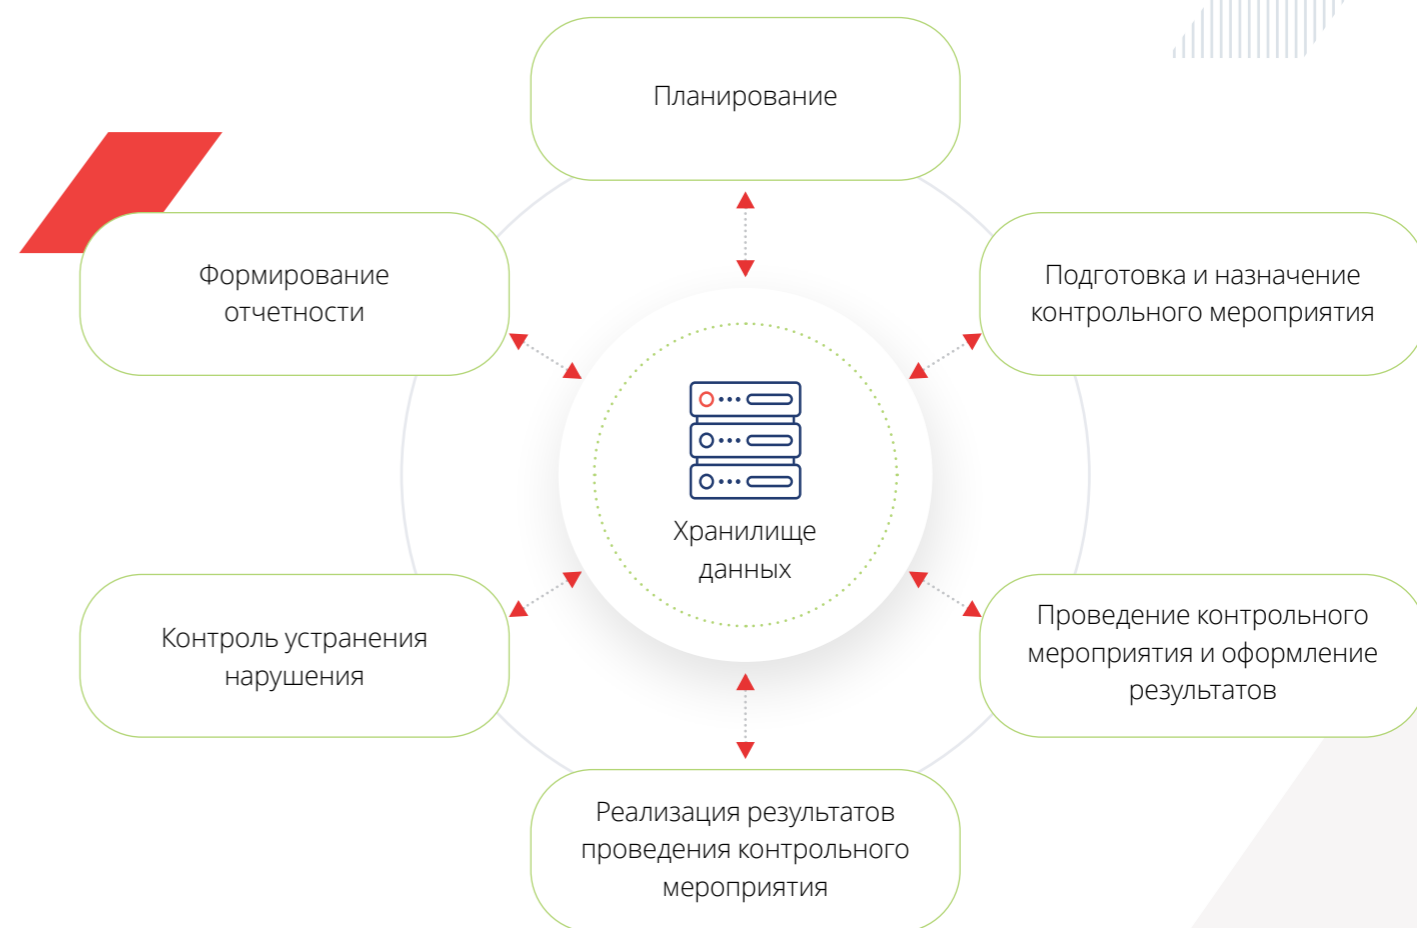 Планирование
Формирование
отчетности
Подготовка и назначение
контрольного мероприятия
Хранилище
данных
Контроль устранения
нарушения
Проведение контрольного
мероприятия и оформление
результатов
Реализация результатов
проведения контрольного
мероприятия